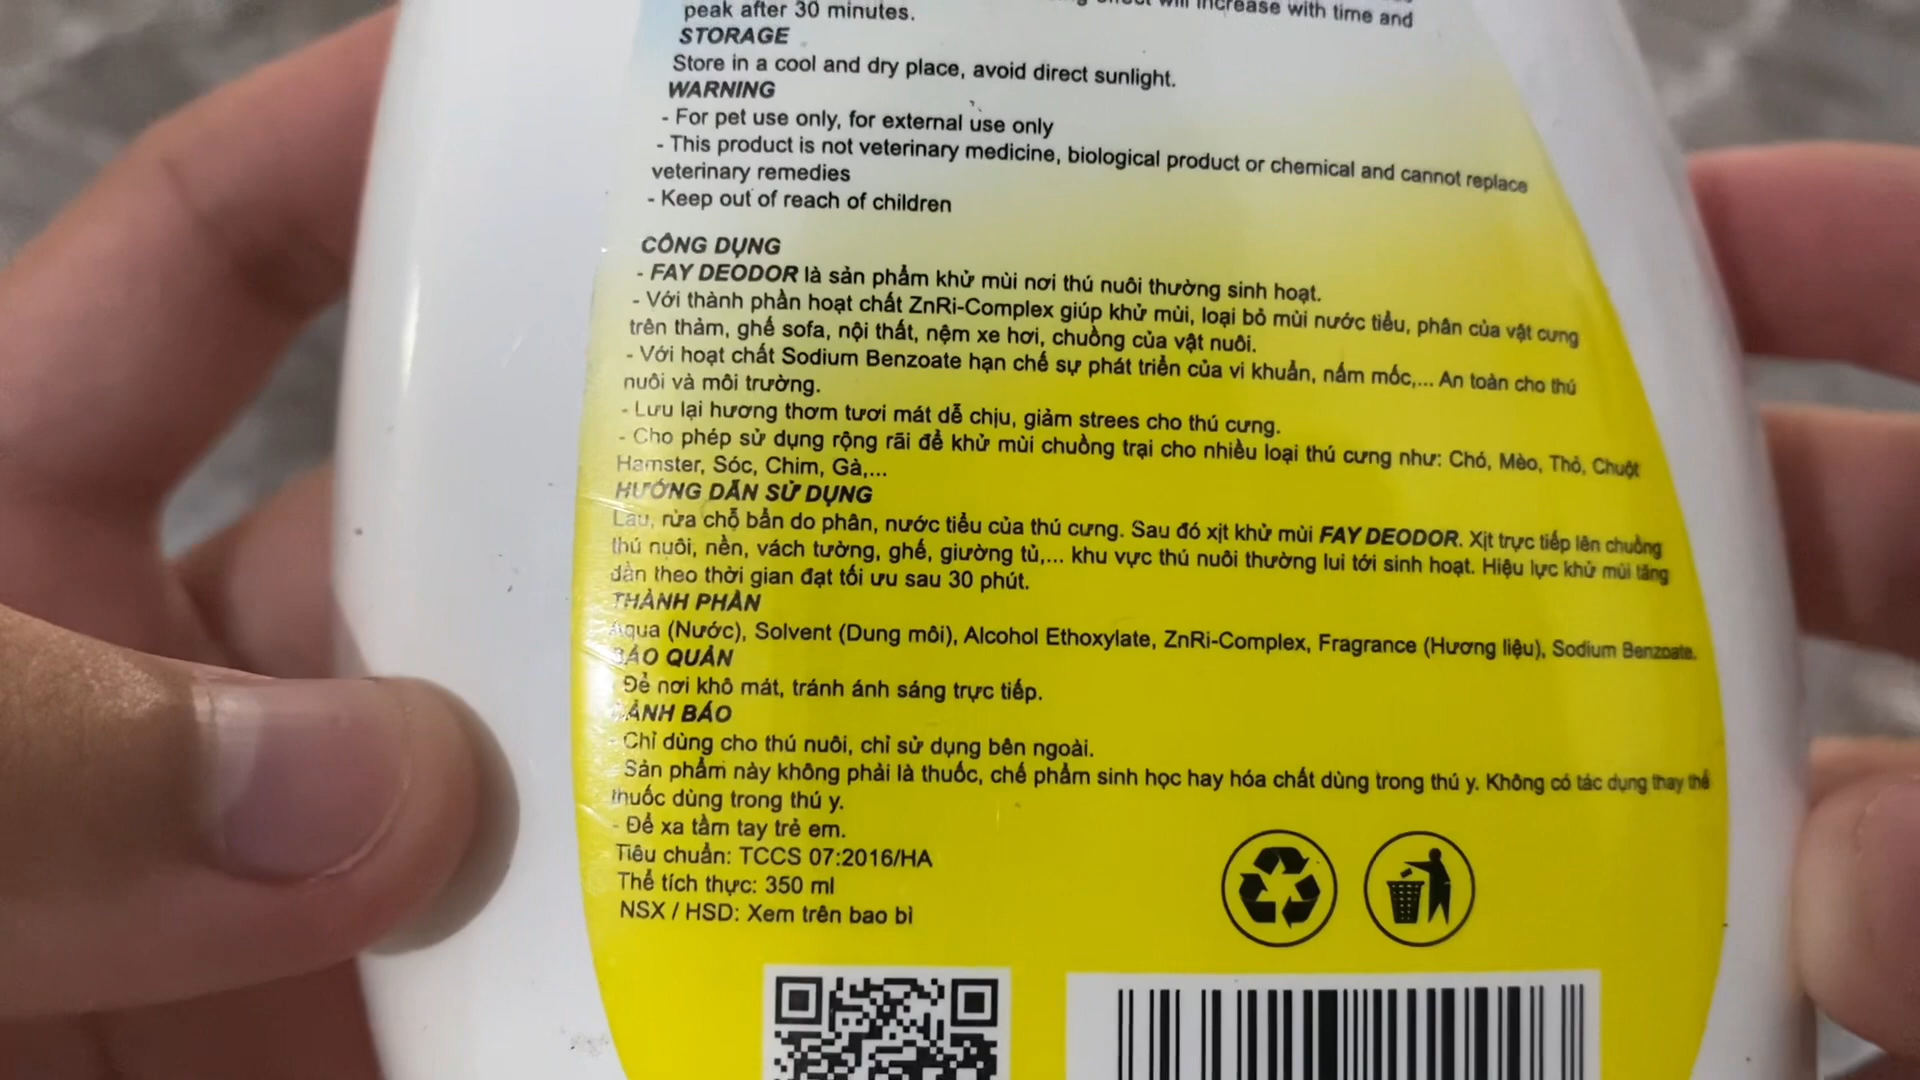 will increase with time and
peak after 30 minutes.
STORAGE
Store in a cool and dry place, avoid direct sunlight.
WARNING
- For pet use only, for external use only
- This product is not veterinary medicine, biological product or chemical and cannot replace
veterinary remedies
- Keep out of reach of children
CÔNG DỤNG
- FAY DEODOR là sản phẩm khử mùi nơi thú nuôi thường sinh hoạt.
- Với thành phần hoạt chất ZnRi-Complex giúp khử mùi, loại bỏ mùi nước tiểu, phân của vật cưng
trên thảm, ghế sofa, nội thất, nệm xe hơi, chuồng của vật nuôi.
- Với hoạt chất Sodium Benzoate hạn chế sự phát triển của vi khuẩn, nấm mốc,... An toàn cho thú
nuôi và môi trường.
- Lưu lại hương thơm tươi mát dễ chịu, giảm strees cho thú cưng.
- Cho phép sử dụng rộng rãi để khử mùi chuồng trại cho nhiều loại thú cưng như: Chó, Mèo, Thỏ, Chuột
Hamster, Sóc, Chim, Gà,...
HƯỚNG DẪN SỬ DỤNG
Lau, rửa chỗ bẩn do phân, nước tiểu của thú cưng. Sau đó xịt khử mùi FAY DEODOR. Xịt trực tiếp lên chuồng
thú nuôi, nền, vách tường, ghế, giường tủ,... khu vực thú nuôi thường lui tới sinh hoạt. Hiệu lực khử mùi tăng
dần theo thời gian đạt tối ưu sau 30 phút.
THÀNH PHẦN
Aqua (Nước), Solvent (Dung môi), Alcohol Ethoxylate, ZnRi-Complex, Fragrance (Hương liệu), Sodium Benzoate.
BẢO QUẢN
Để nơi khô mát, tránh ánh sáng trực tiếp.
CẢNH BÁO
- Chỉ dùng cho thú nuôi, chỉ sử dụng bên ngoài.
Sản phẩm này không phải là thuốc, chế phẩm sinh học hay hóa chất dùng trong thú y. Không có tác dụng thay thế
thuốc dùng trong thú y.
- Để xa tầm tay trẻ em.
Tiêu chuẩn: TCCS 07:2016/HA
Thể tích thực: 350 ml
NSX / HSD: Xem trên bao bì